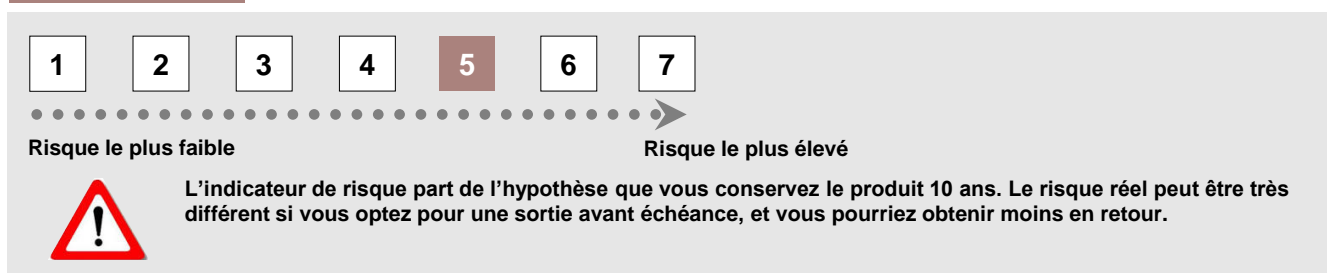 1 2 3 4 5 6 7
Risque le plus faible Risque le plus élevé
L’indicateur de risque part de l’hypothèse que vous conservez le produit 10 ans. Le risque réel peut être très
différent si vous optez pour une sortie avant échéance, et vous pourriez obtenir moins en retour.